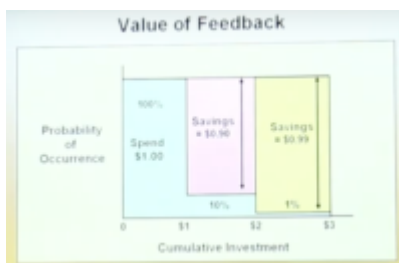 Value of Feedback
100%
Savings
= $0.90
Savings
= $0.99
Probability
of
Occurrence
Spend
$1.00
10%
1%
0 $1 $2 $3
Cumulative Investment